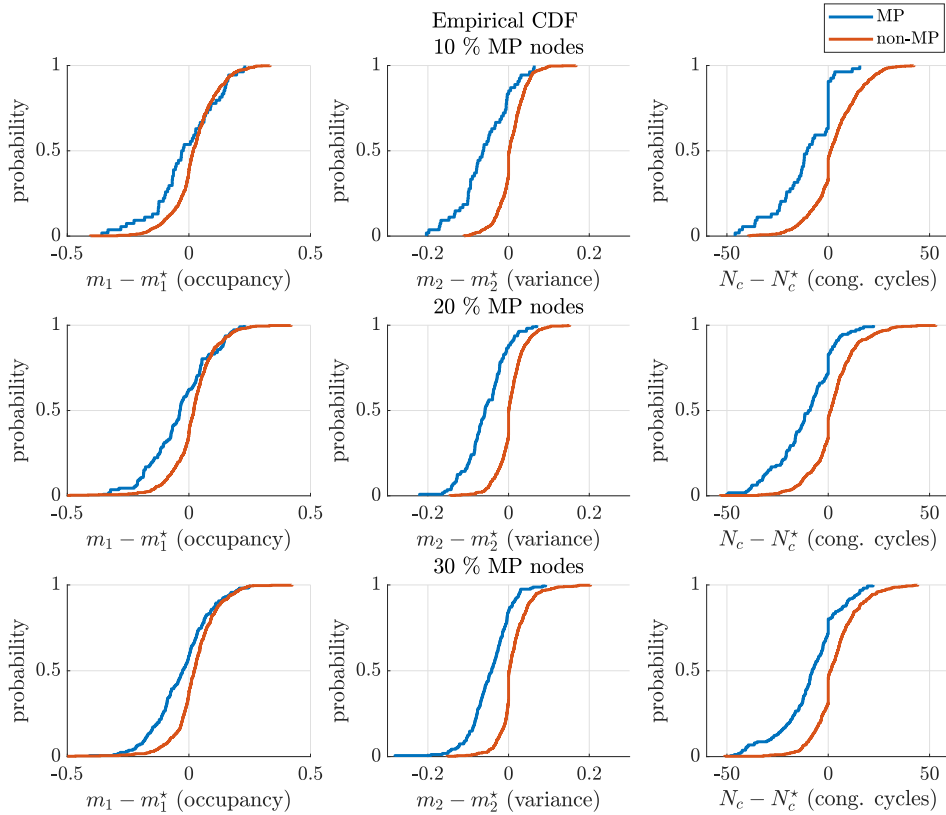 Empirical CDF
10 % MP nodes
MP
non-MP
probability
1
0.5
0
-0.5
0
0.5
m₁ − m₁⋆ (occupancy)
probability
1
0.5
0
-0.2
0
0.2
m₂ − m₂⋆ (variance)
probability
1
0.5
0
-50
0
50
N_c − N_c⋆ (cong. cycles)
20 % MP nodes
probability
1
0.5
0
-0.5
0
0.5
m₁ − m₁⋆ (occupancy)
probability
1
0.5
0
-0.2
0
0.2
m₂ − m₂⋆ (variance)
probability
1
0.5
0
-50
0
50
N_c − N_c⋆ (cong. cycles)
30 % MP nodes
probability
1
0.5
0
-0.5
0
0.5
m₁ − m₁⋆ (occupancy)
probability
1
0.5
0
-0.2
0
0.2
m₂ − m₂⋆ (variance)
probability
1
0.5
0
-50
0
50
N_c − N_c⋆ (cong. cycles)